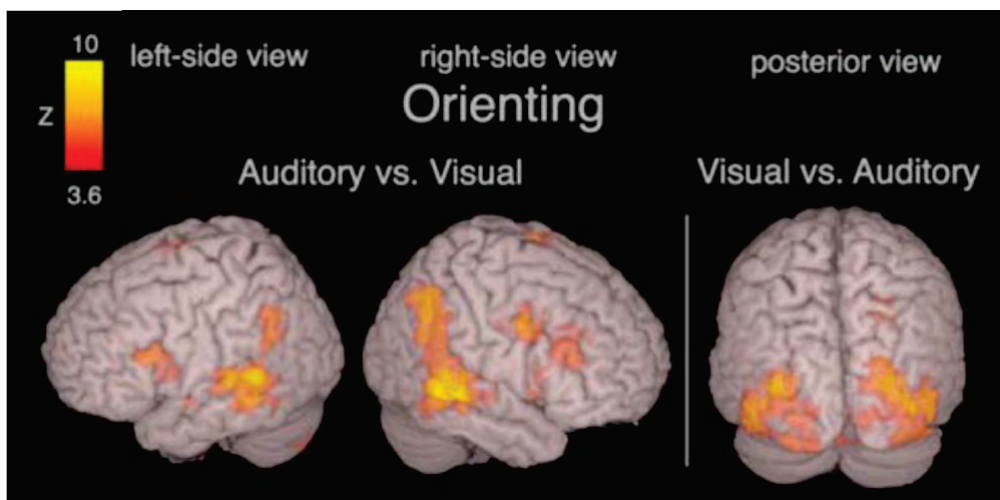 10
Z
3.6
left-side view
right-side view
posterior view
Orienting
Auditory vs. Visual
Visual vs. Auditory